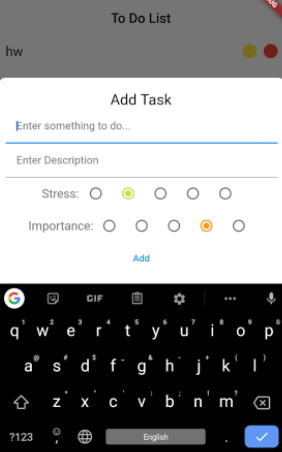 To Do List
hw
Add Task
Enter something to do...
Enter Description
Stress:
Importance:
Add
GIF
q w e r t y u i o p
a s d f g h j k l
z x c v b n m
?123 , English .